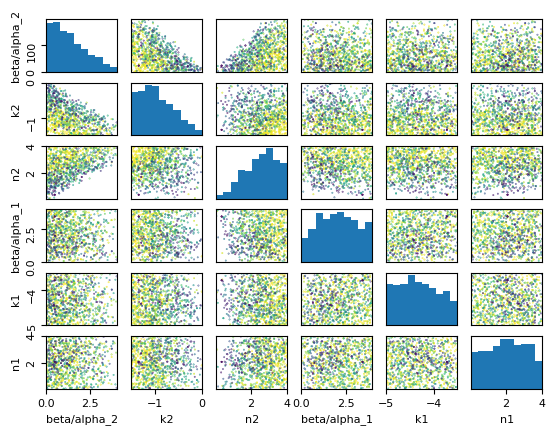 beta/alpha_2
100
0
k2
0
−1
n2
4
2
beta/alpha_1
2.5
0.0
k1
−4
−5
n1
4
2
0.0 2.5
−1 0
2 4
0.0 2.5
−5 −4
2 4
beta/alpha_2 k2 n2 beta/alpha_1 k1 n1